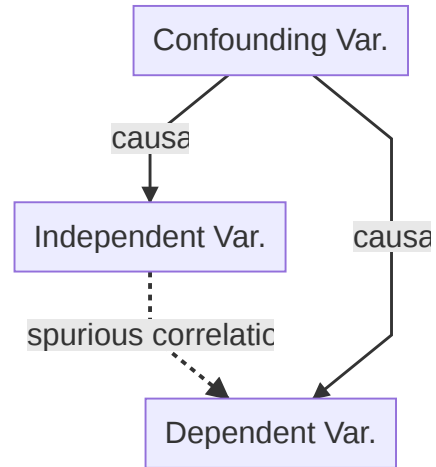 Confounding Var.
causa
Independent Var.
causa
spurious correlatio
Dependent Var.